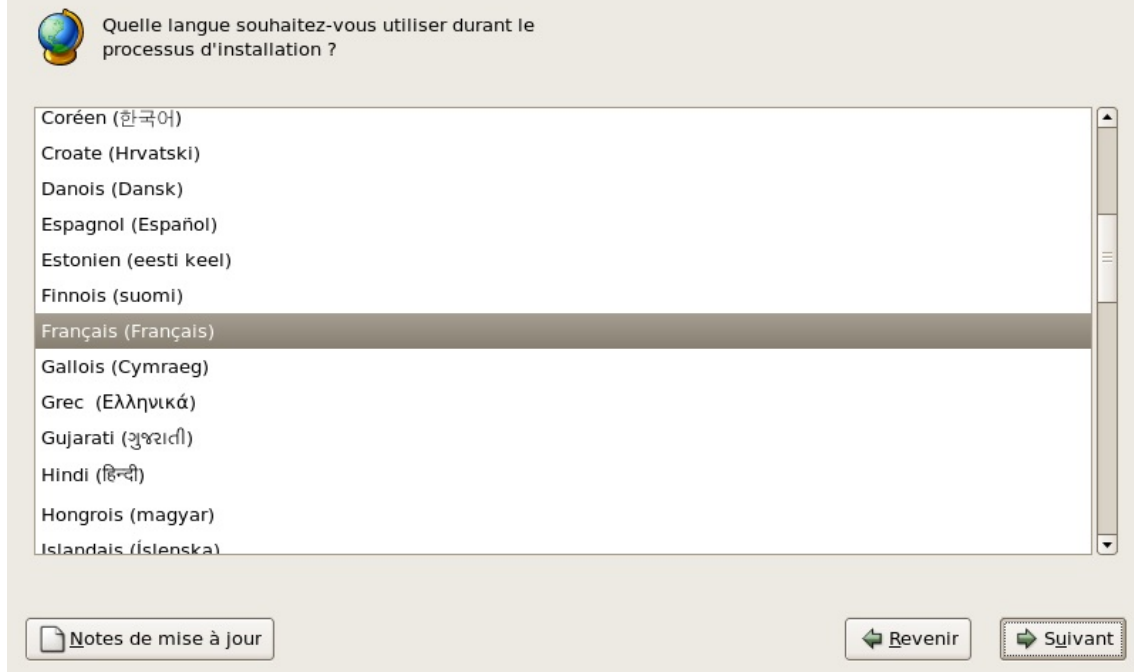 Quelle langue souhaitez-vous utiliser durant le
processus d'installation ?
Coréen (한국어)
Croate (Hrvatski)
Danois (Dansk)
Espagnol (Español)
Estonien (eesti keel)
Finnois (suomi)
Français (Français)
Gallois (Cymraeg)
Grec  (Ελληνικά)
Gujarati (ગુજરાતી)
Hindi (हिन्दी)
Hongrois (magyar)
Islandais (Íslenska)
Notes de mise à jour
Revenir
Suivant